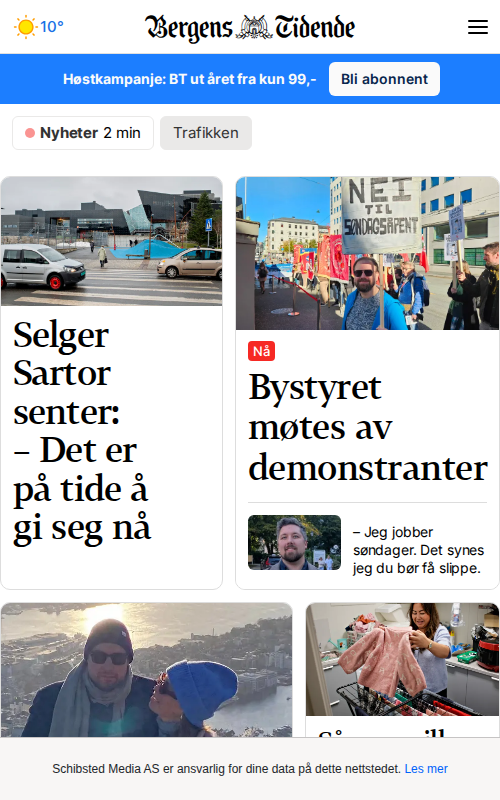 10°
Bergens Tidende
Høstkampanje: BT ut året fra kun 99,-
Bli abonnent
Nyheter 2 min
Trafikken
NEI
TIL
SØNDAGSÅPENT
Selger
Sartor
senter:
– Det er
på tide å
gi seg nå
Nå
Bystyret
møtes av
demonstranter
– Jeg jobber
søndager. Det synes
jeg du bør få slippe.
Schibsted Media AS er ansvarlig for dine data på dette nettstedet. Les mer